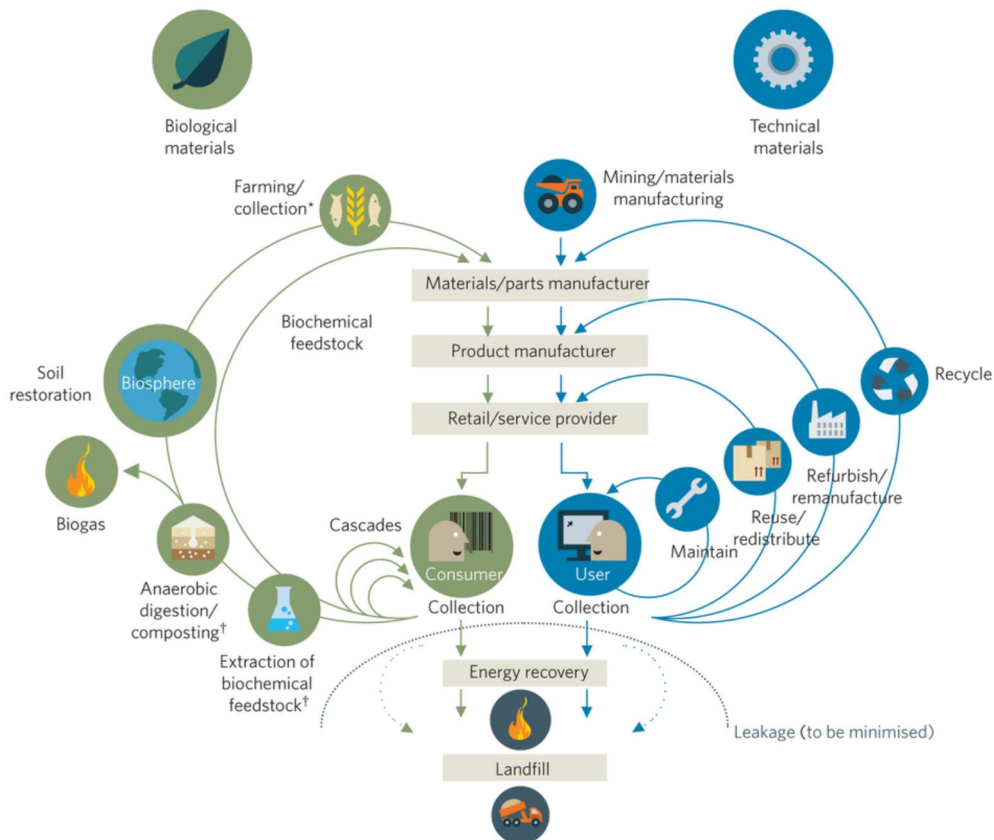 Biological
materials
Technical
materials
Farming/
collection*
Mining/materials
manufacturing
Materials/parts manufacturer
Biochemical
feedstock
Product manufacturer
Soil
restoration
Biosphere
Recycle
Retail/service provider
Refurbish/
remanufacture
Biogas
Cascades
Reuse/
redistribute
Maintain
Consumer
User
Anaerobic
digestion/
composting†
Collection
Collection
Extraction of
biochemical
feedstock†
Energy recovery
Leakage (to be minimised)
Landfill